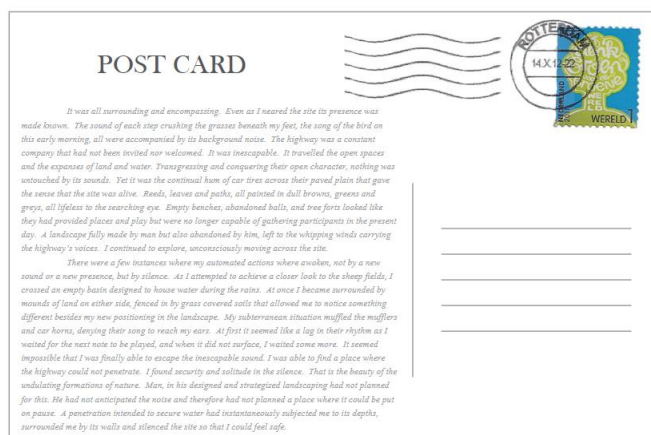 POST CARD
ROTTERDAM
14.X.12-22
think
green
WERELD 1
It was all surrounding and encompassing. Even as I neared the site its presence was
made known. The sound of each step crushing the grasses beneath my feet, the song of the bird on
this early morning, all were accompanied by its background noise. The highway was a constant
company that had not been invited nor welcomed. It was inescapable. It travelled the open spaces
and the expanses of land and water. Transgressing and conquering their open character, nothing was
untouched by its sounds. Yet it was the continual hum of car tires across their paved plain that gave
the sense that the site was alive. Reeds, leaves and paths, all painted in dull browns, greens and
greys, all lifeless to the searching eye. Empty benches, abandoned balls, and tree forts looked like
they had provided places and play but were no longer capable of gathering participants in the present
day. A landscape fully made by man but also abandoned by him, left to the whipping winds carrying
the highway's voices. I continued to explore, unconsciously moving across the site.
There were a few instances where my automated actions where awoken, not by a new
sound or a new presence, but by silence. As I attempted to achieve a closer look to the sheep fields, I
crossed an empty basin designed to house water during the rains. At once I became surrounded by
mounds of land on either side, fenced in by grass covered soils that allowed me to notice something
different besides my new positioning in the landscape. My subterranean situation muffled the mufflers
and car horns, denying their song to reach my ears. At first it seemed like a lag in their rhythm as I
waited for the next note to be played, and when it did not surface, I waited some more. It seemed
impossible that I was finally able to escape the inescapable sound. I was able to find a place where
the highway could not penetrate. I found security and solitude in the silence. That is the beauty of the
undulating formations of nature. Man, in his designed and strategized landscaping had not planned
for this. He had not anticipated the noise and therefore had not planned a place where it could be put
on pause. A penetration intended to secure water had instantaneously subjected me to its depths,
surrounded me by its walls and silenced the site so that I could feel safe.